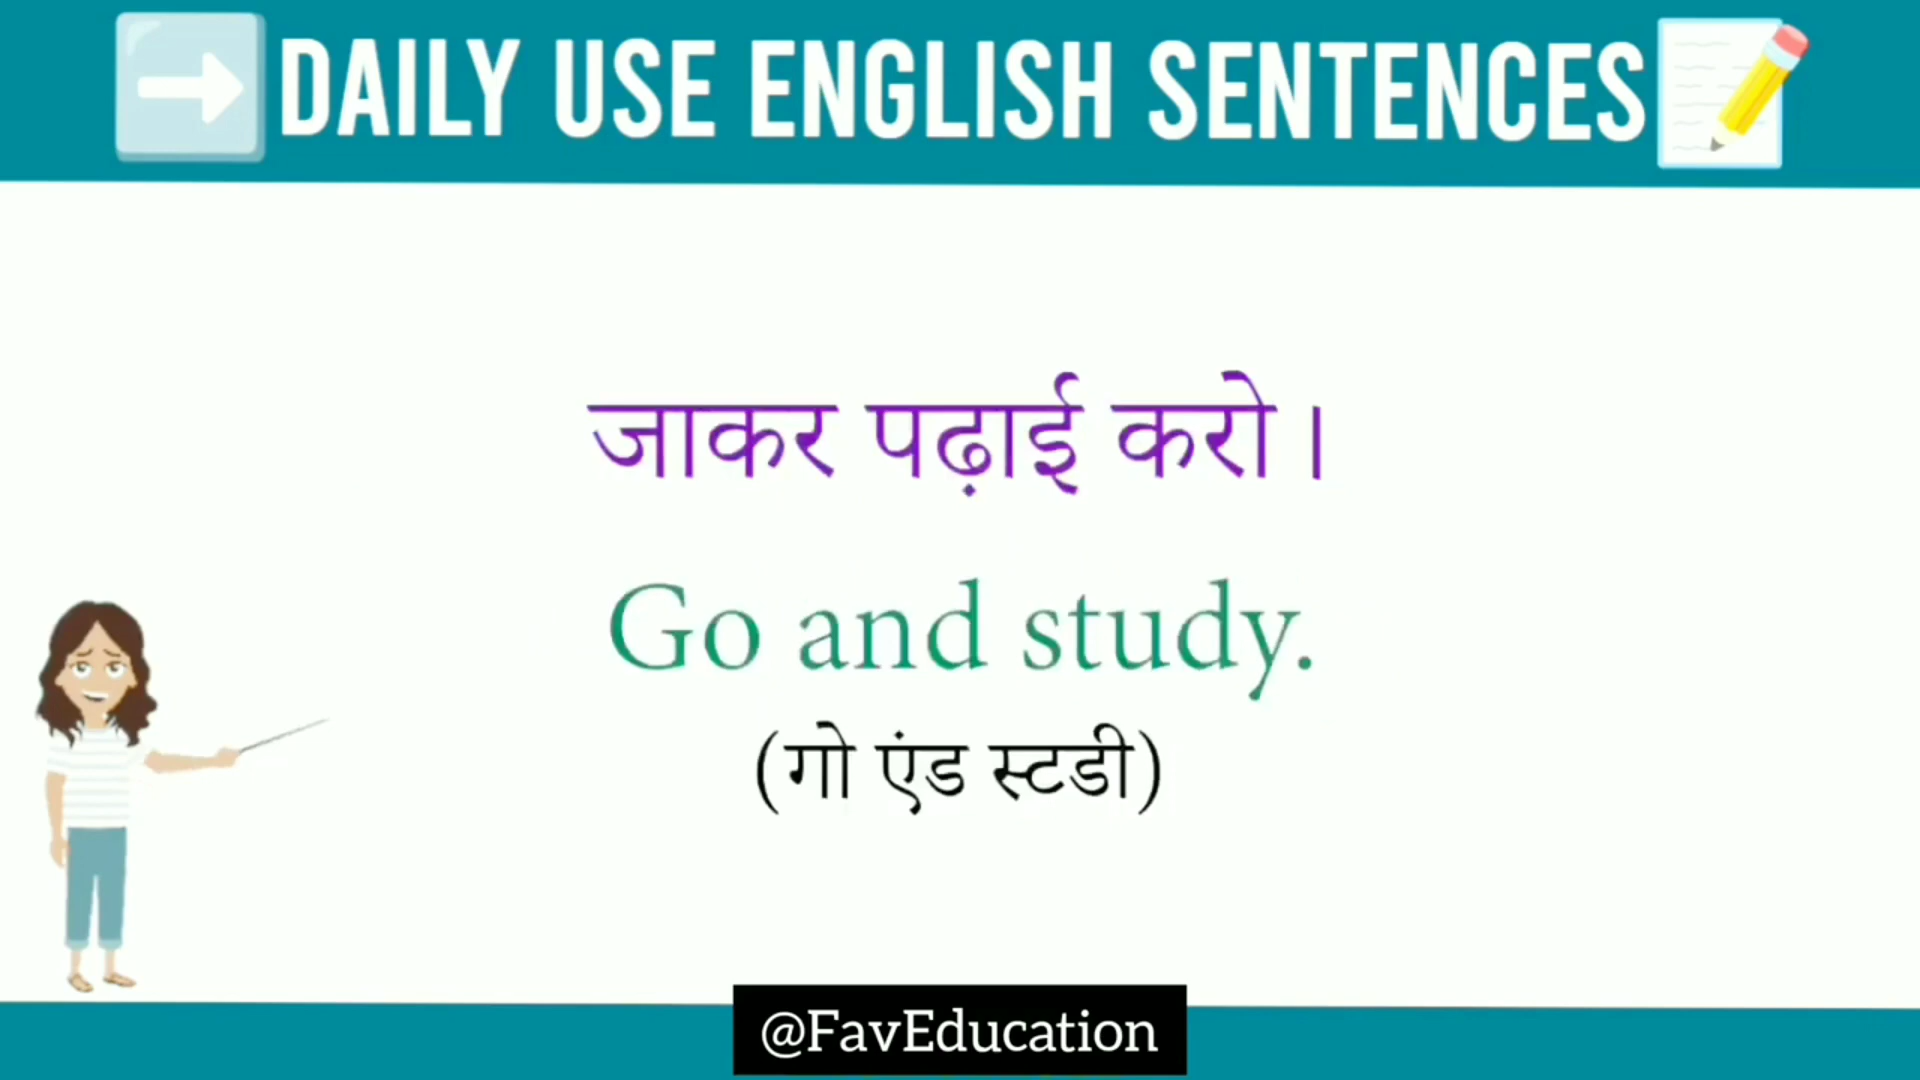 DAILY USE ENGLISH SENTENCES
जाकर पढ़ाई करो।
Go and study.
(गो एंड स्टडी)
@FavEducation